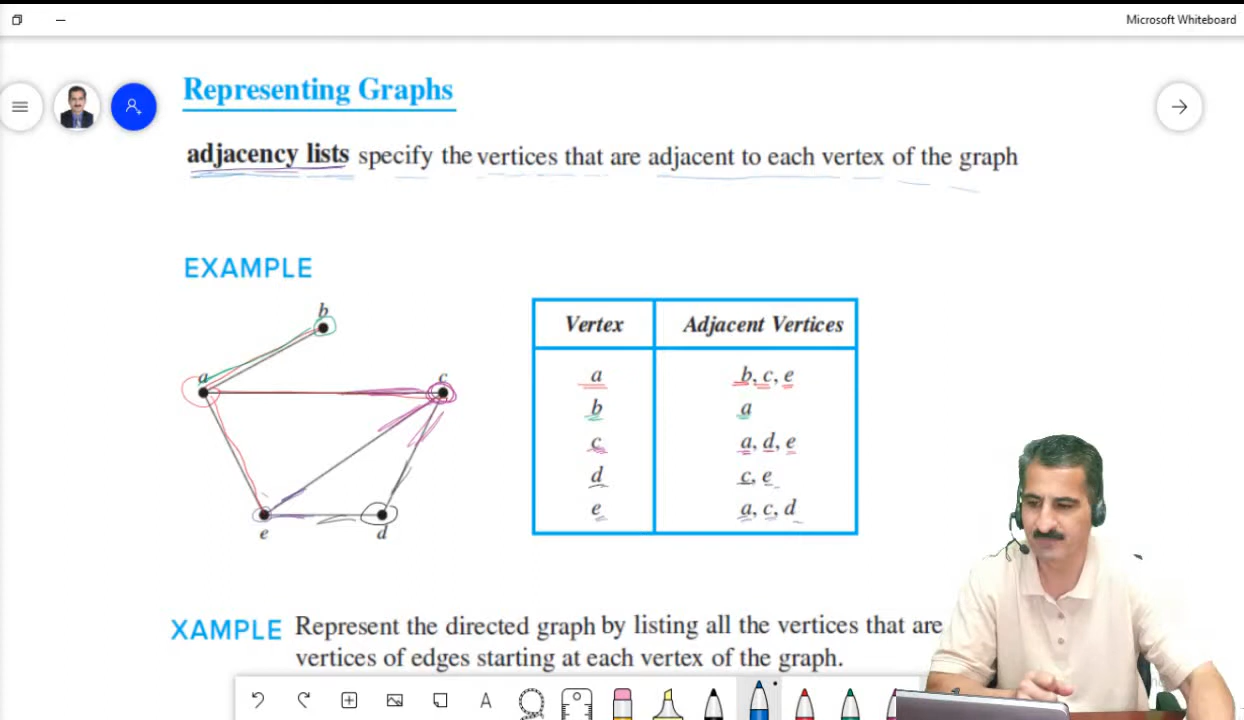 Microsoft Whiteboard
Representing Graphs
adjacency lists specify the vertices that are adjacent to each vertex of the graph
EXAMPLE
b
a
c
e
d
Vertex Adjacent Vertices
a b, c, e
b a
c a, d, e
d c, e
e a, c, d
XAMPLE Represent the directed graph by listing all the vertices that are
vertices of edges starting at each vertex of the graph.
A